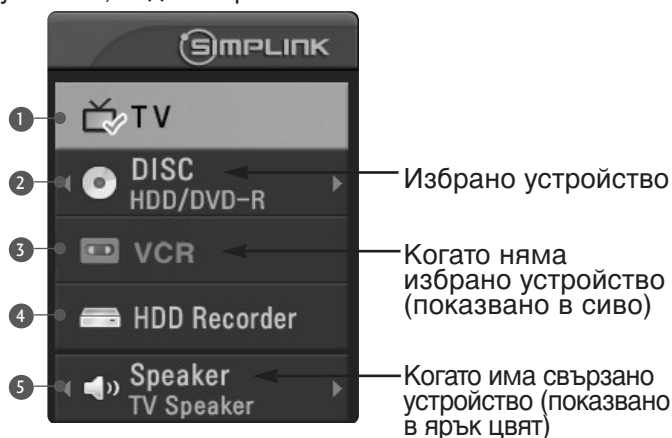 SIMPLINK
1 TV
2 DISC
HDD/DVD-R
Избрано устройство
3 VCR
Когато няма
избрано устройство
(показвано в сиво)
4 HDD Recorder
5 Speaker
TV Speaker
Когато има свързано
устройство (показвано
в ярък цвят)